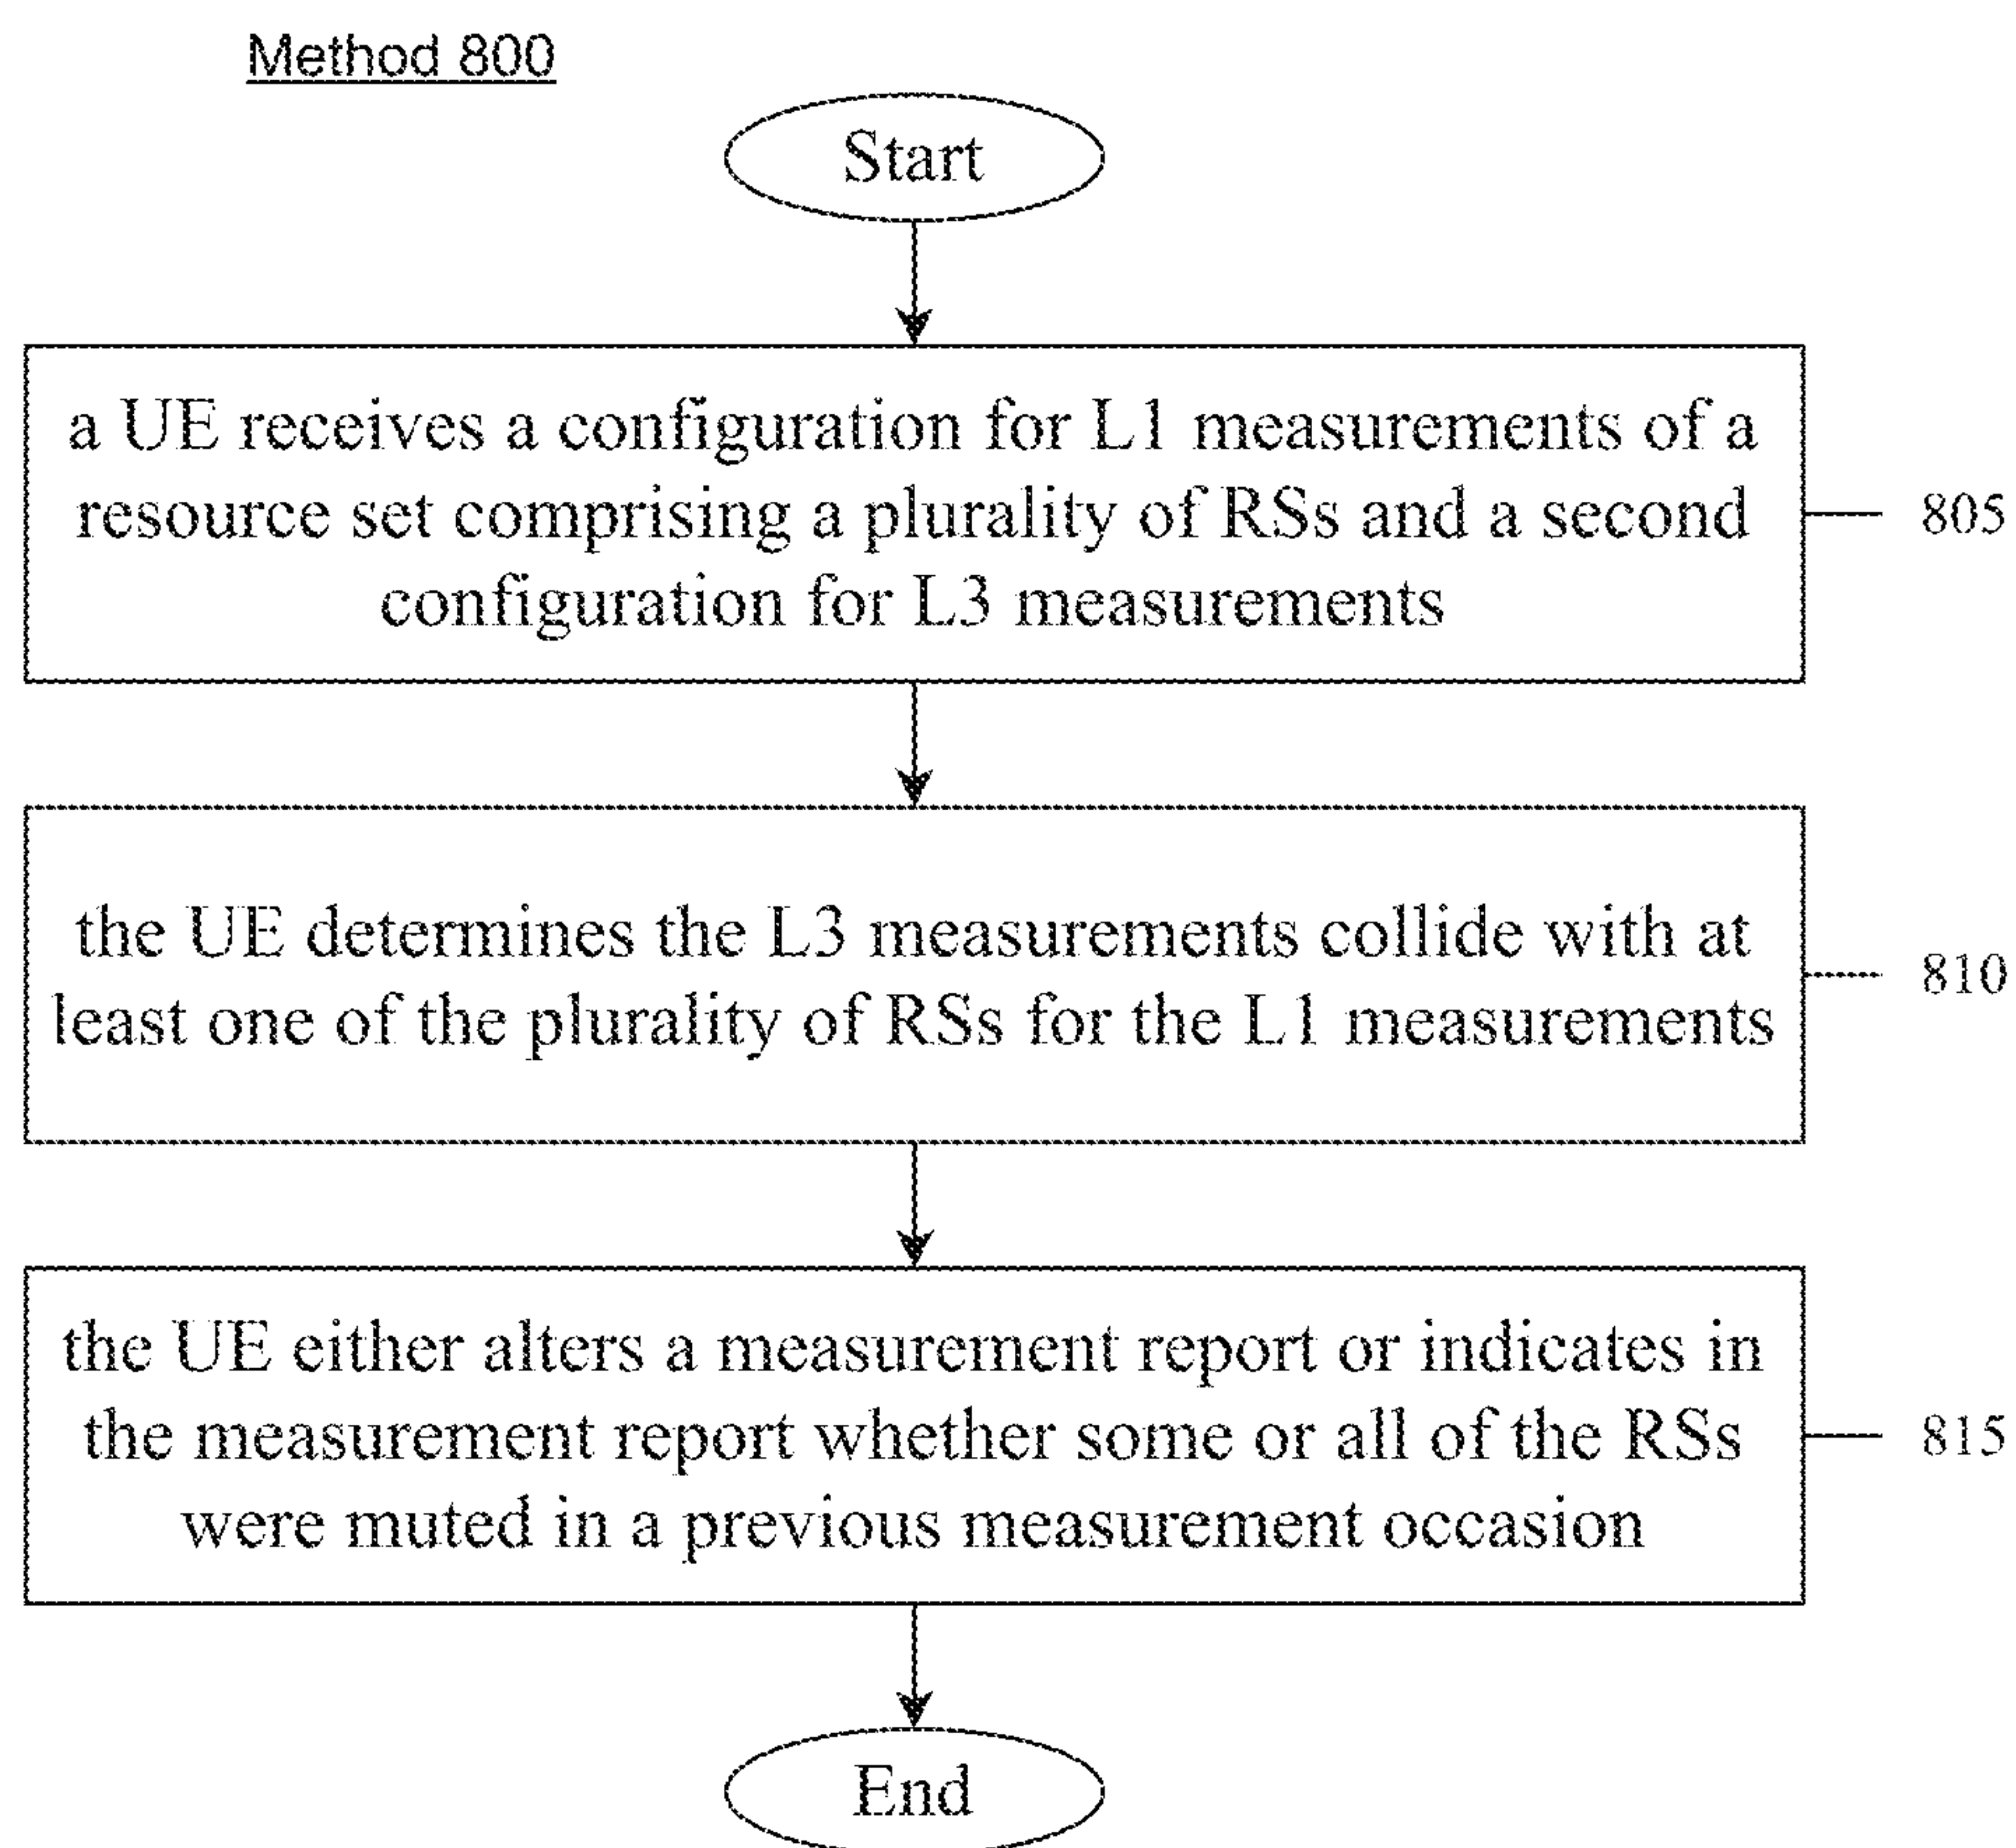 Method 800
Start
a UE receives a configuration for L1 measurements of a
resource set comprising a plurality of RSs and a second
configuration for L3 measurements
805
the UE determines the L3 measurements collide with at
least one of the plurality of RSs for the L1 measurements
810
the UE either alters a measurement report or indicates in
the measurement report whether some or all of the RSs
were muted in a previous measurement occasion
815
End